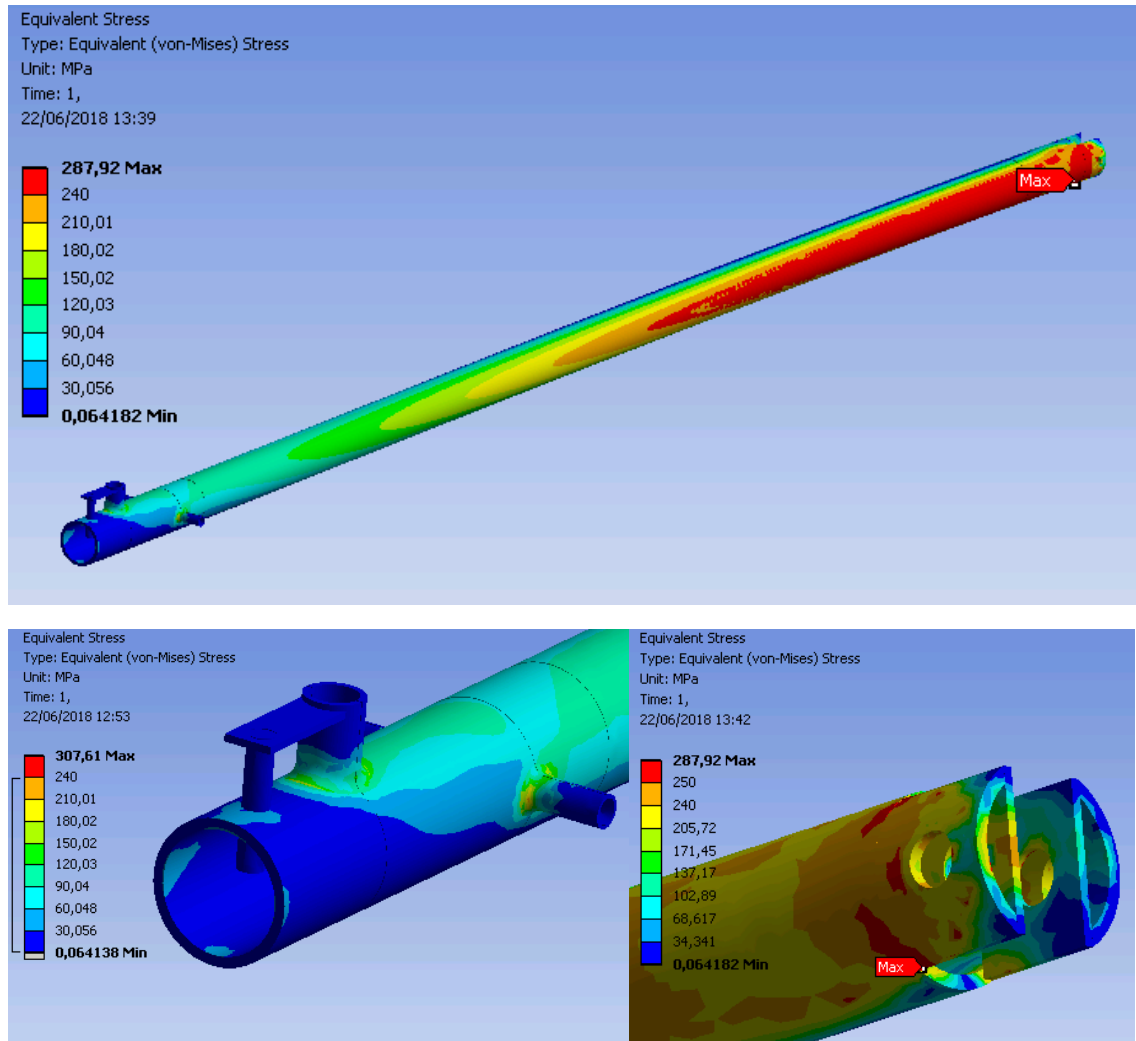 Equivalent Stress
Type: Equivalent (von-Mises) Stress
Unit: MPa
Time: 1,
22/06/2018 13:39
287,92 Max
240
210,01
180,02
150,02
120,03
90,04
60,048
30,056
0,064182 Min
Max
Equivalent Stress
Type: Equivalent (von-Mises) Stress
Unit: MPa
Time: 1,
22/06/2018 12:53
307,61 Max
240
210,01
180,02
150,02
120,03
90,04
60,048
30,056
0,064138 Min
Equivalent Stress
Type: Equivalent (von-Mises) Stress
Unit: MPa
Time: 1,
22/06/2018 13:42
287,92 Max
250
240
205,72
171,45
137,17
102,89
68,617
34,341
0,064182 Min
Max